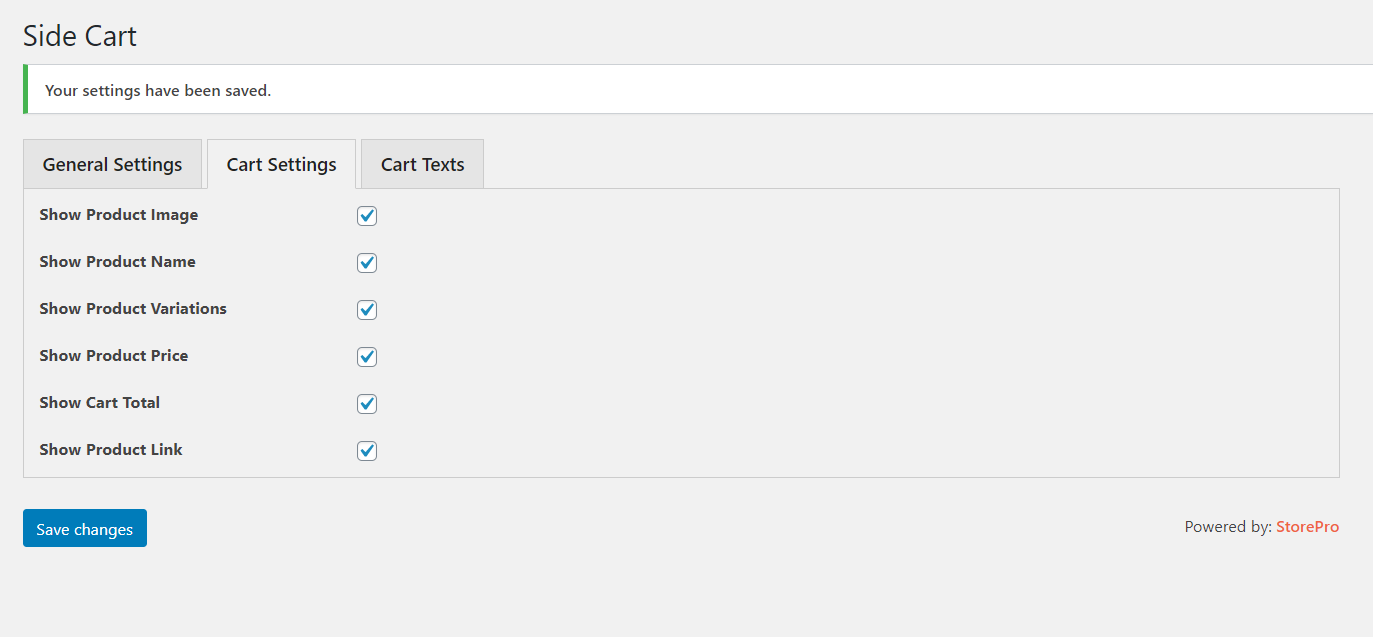 Side Cart
Your settings have been saved.
General Settings Cart Settings Cart Texts
Show Product Image
Show Product Name
Show Product Variations
Show Product Price
Show Cart Total
Show Product Link
Save changes
Powered by: StorePro